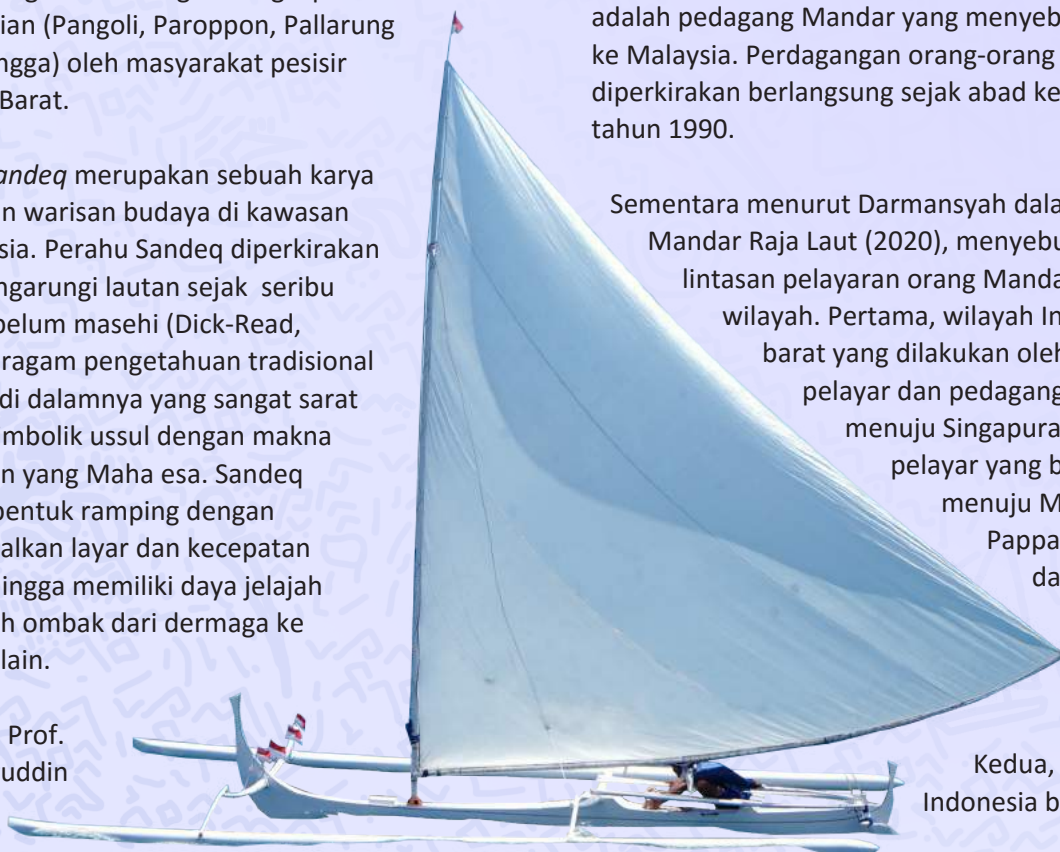 ian (Pangoli, Paroppon, Pallarung
ngga) oleh masyarakat pesisir
Barat.
andeq merupakan sebuah karya
n warisan budaya di kawasan
sia. Perahu Sandeq diperkirakan
ngarungi lautan sejak seribu
belum masehi (Dick-Read,
ragam pengetahuan tradisional
di dalamnya yang sangat sarat
mbolik ussul dengan makna
n yang Maha esa. Sandeq
bentuk ramping dengan
alkan layar dan kecepatan
ingga memiliki daya jelajah
h ombak dari dermaga ke
lain.
Prof.
uddin
adalah pedagang Mandar yang menyeb
ke Malaysia. Perdagangan orang-orang
diperkirakan berlangsung sejak abad ke
tahun 1990.
Sementara menurut Darmansyah dala
Mandar Raja Laut (2020), menyebu
lintasan pelayaran orang Manda
wilayah. Pertama, wilayah In
barat yang dilakukan oleh
pelayar dan pedagang
menuju Singapura
pelayar yang b
menuju M
Pappa
da
Kedua,
Indonesia b